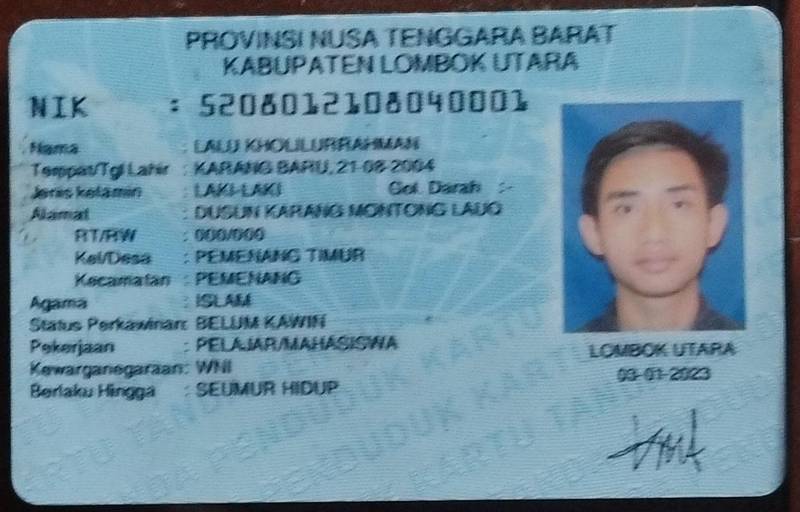 PROVINSI NUSA TENGGARA BARAT
KABUPATEN LOMBOK UTARA
NIK : 5208012108040001
Nama : LALU KHOLILURRAHMAN
Tempat/Tgl Lahir : KARANG BARU, 21-08-2004
Jenis kelamin : LAKI-LAKI Gol. Darah :-
Alamat : DUSUN KARANG MONTONG LAUQ
RT/RW : 000/000
Kel/Desa : PEMENANG TIMUR
Kecamatan : PEMENANG
Agama : ISLAM
Status Perkawinan: BELUM KAWIN
Pekerjaan : PELAJAR/MAHASISWA
Kewarganegaraan: WNI
Berlaku Hingga : SEUMUR HIDUP
LOMBOK UTARA
03-01-2023
KARTU TANDA PENDUDUK